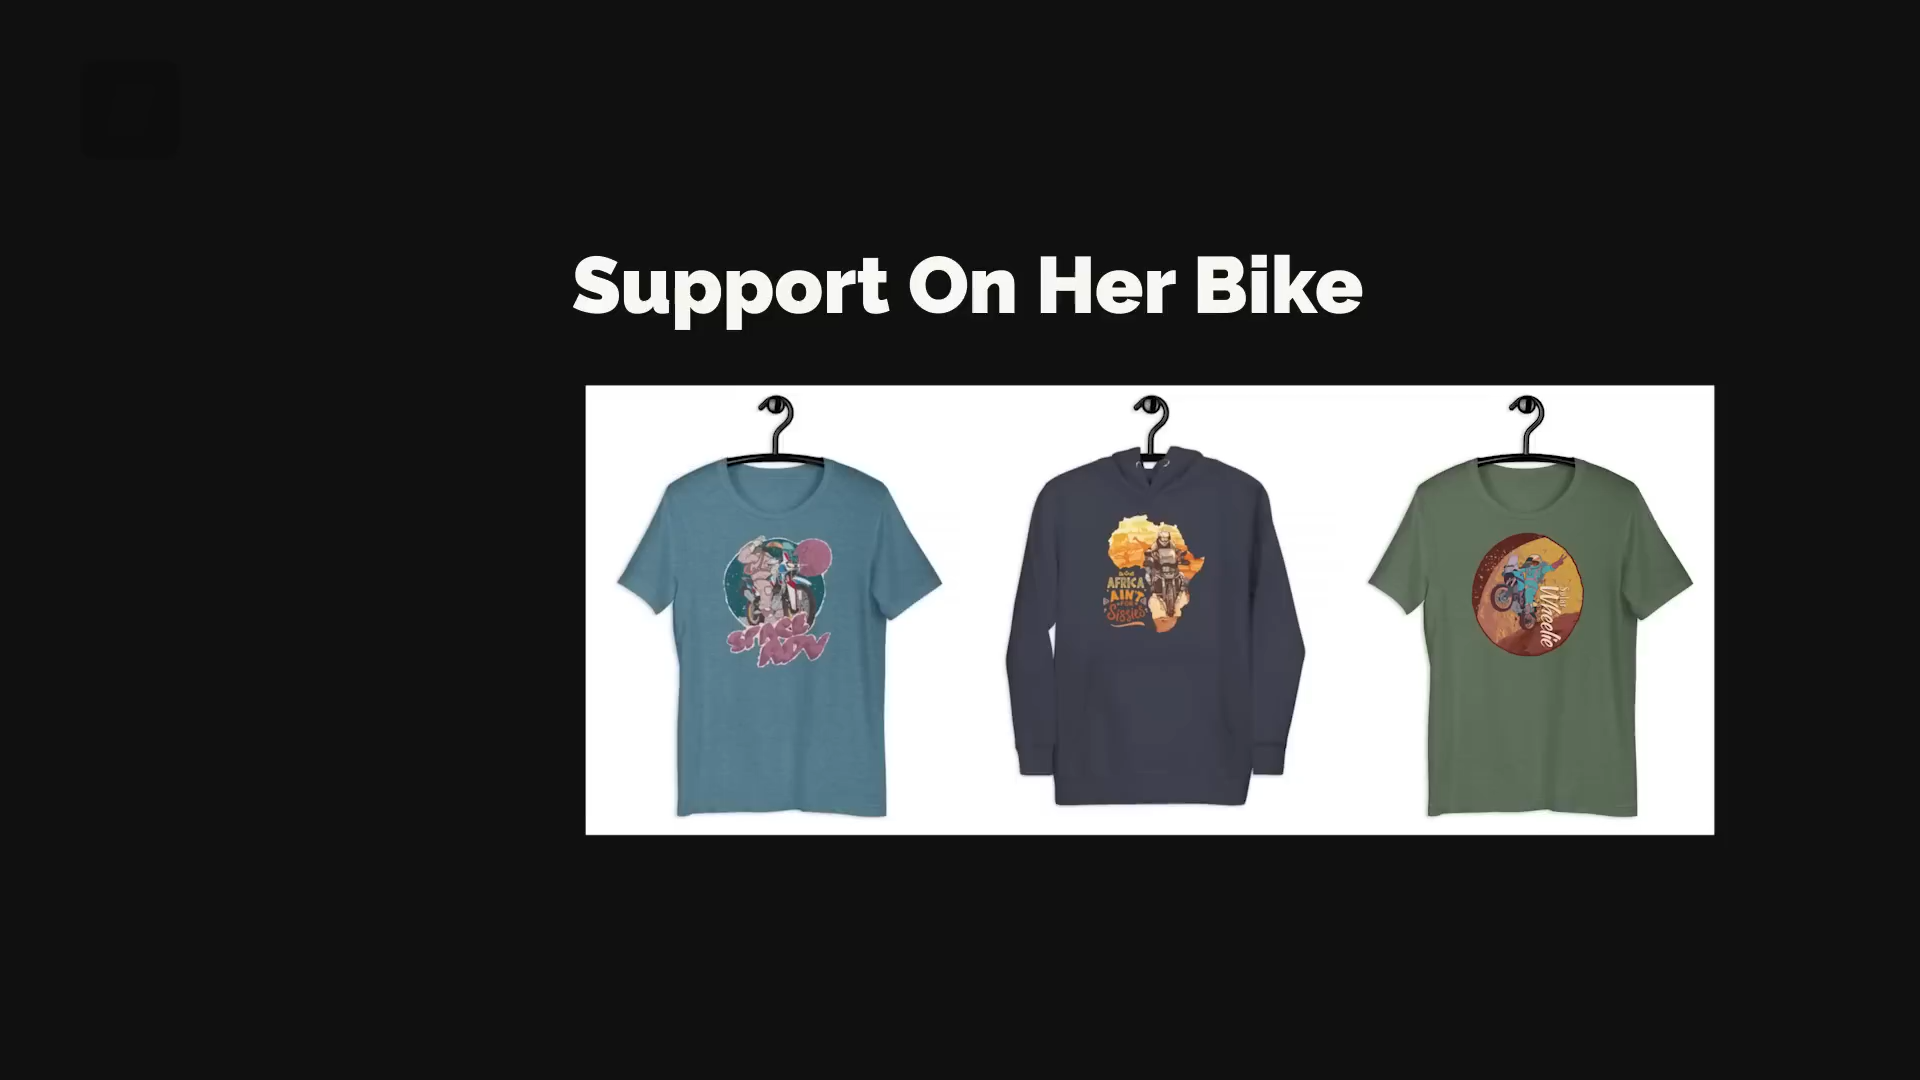 Support On Her Bike
SPACE
ADV
AFRICA
AIN'T
Sissies
Wheelie